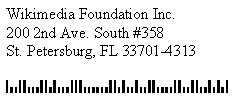 Wikimedia Foundation Inc.
200 2nd Ave. South #358
St. Petersburg, FL 33701-4313